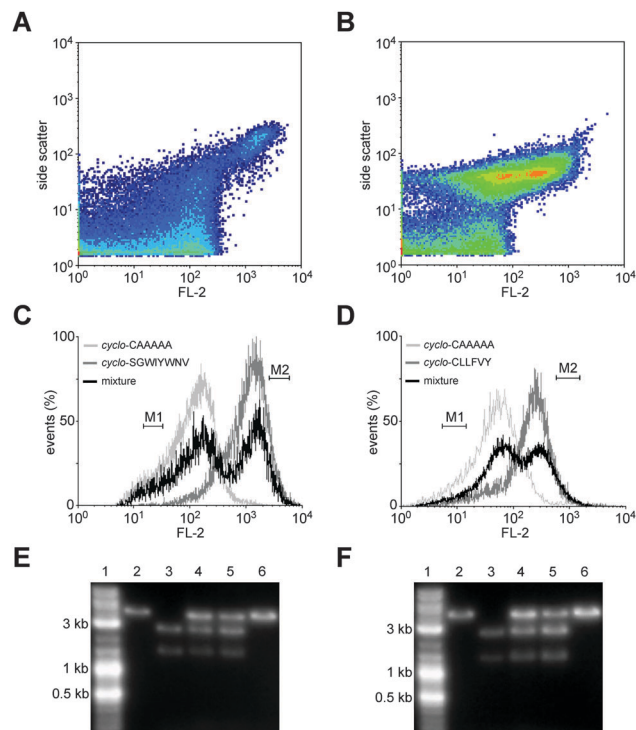 A
B
10⁴
10³
10²
10¹
10⁰
side scatter
10⁰ 10¹ 10² 10³ 10⁴
FL-2
10⁴
10³
10²
10¹
10⁰
side scatter
10⁰ 10¹ 10² 10³ 10⁴
FL-2
C
D
100
50
0
events (%)
cyclo-CAAAAA
cyclo-SGWIYWNV
mixture
M1
M2
10⁰ 10¹ 10² 10³ 10⁴
FL-2
100
50
0
events (%)
cyclo-CAAAAA
cyclo-CLLFVY
mixture
M1
M2
10⁰ 10¹ 10² 10³ 10⁴
FL-2
E
F
1 2 3 4 5 6
3 kb
1 kb
0.5 kb
1 2 3 4 5 6
3 kb
1 kb
0.5 kb